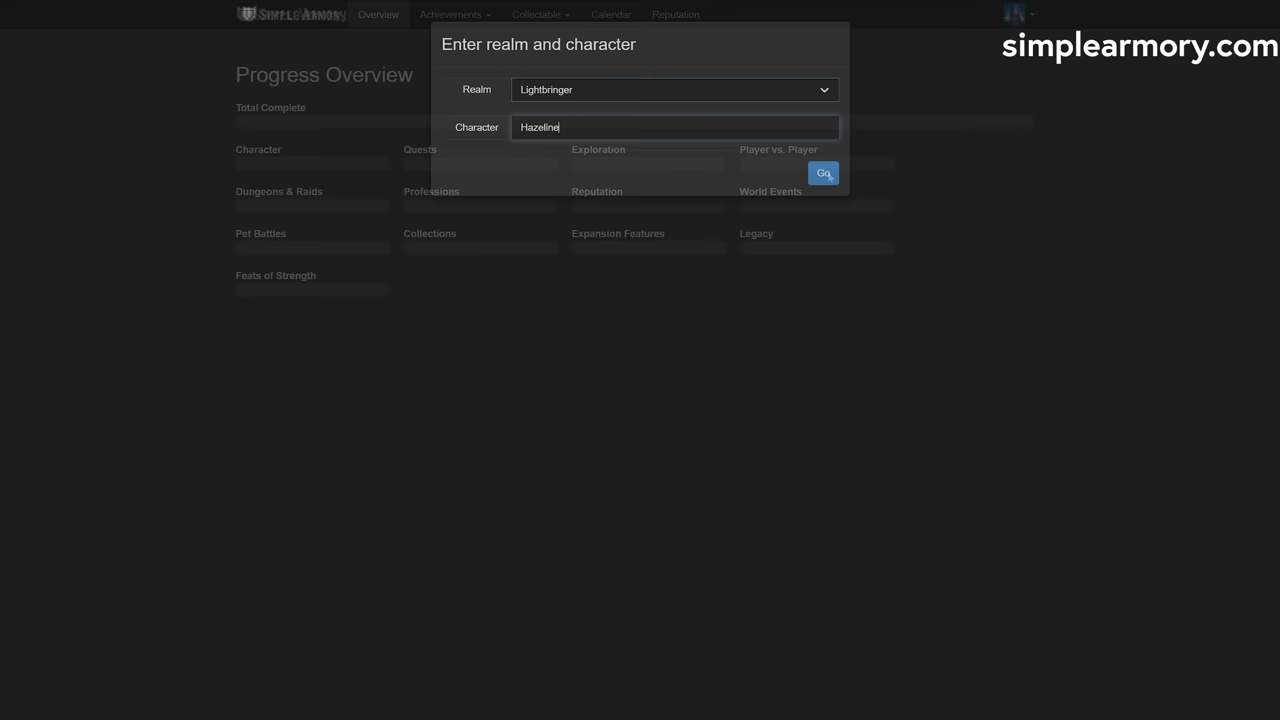 SIMPLE ARMORY Overview Achievements Collectable Calendar Reputation
simplearmory.com
Enter realm and character
Progress Overview
Realm Lightbringer
Total Complete
Character Hazeline
Character Quests Exploration Player vs. Player
Go
Dungeons & Raids Professions Reputation World Events
Pet Battles Collections Expansion Features Legacy
Feats of Strength